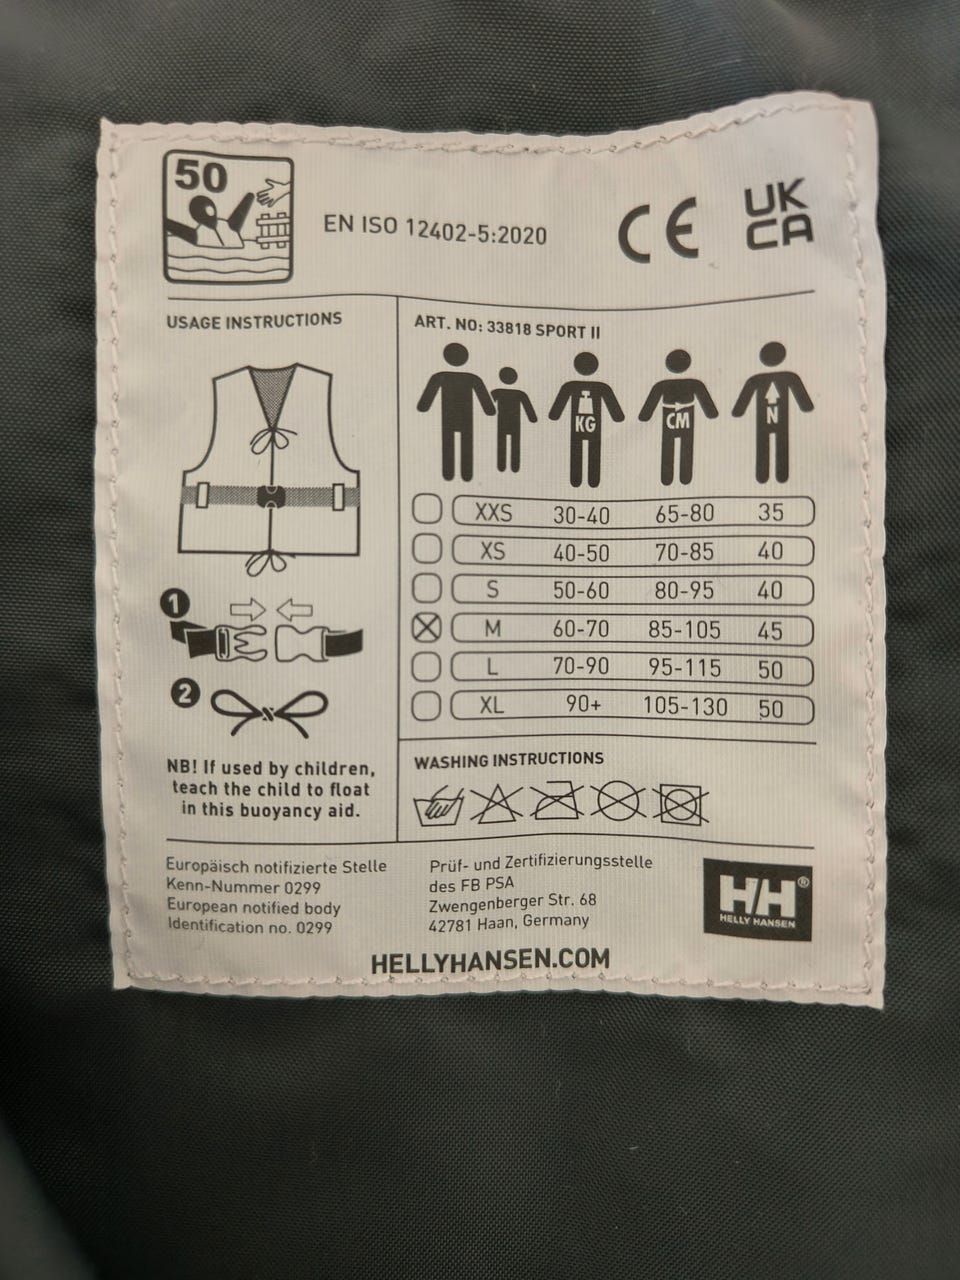 50
EN ISO 12402-5:2020
CE
UK
CA
USAGE INSTRUCTIONS
1
2
NB! If used by children,
teach the child to float
in this buoyancy aid.
ART. NO: 33818 SPORT II
KG CM N
XXS 30-40 65-80 35
XS 40-50 70-85 40
S 50-60 80-95 40
M 60-70 85-105 45
L 70-90 95-115 50
XL 90+ 105-130 50
WASHING INSTRUCTIONS
Europäisch notifizierte Stelle
Kenn-Nummer 0299
European notified body
Identification no. 0299
Prüf- und Zertifizierungsstelle
des FB PSA
Zwengenberger Str. 68
42781 Haan, Germany
HH®
HELLY HANSEN
HELLYHANSEN.COM